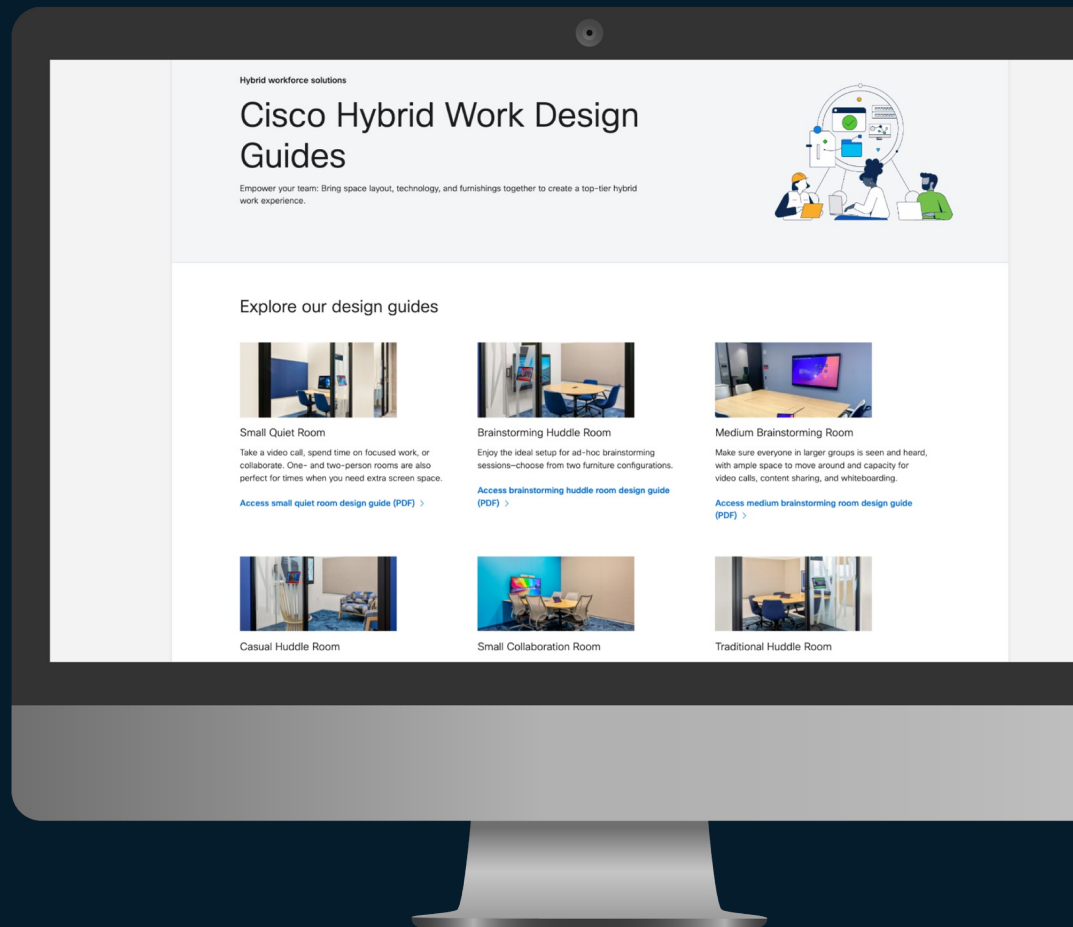 Hybrid workforce solutions
Cisco Hybrid Work Design
Guides
Empower your team: Bring space layout, technology, and furnishings together to create a top-tier hybrid
work experience.
Explore our design guides
Small Quiet Room
Take a video call, spend time on focused work, or
collaborate. One- and two-person rooms are also
perfect for times when you need extra screen space.
Access small quiet room design guide (PDF) >
Brainstorming Huddle Room
Enjoy the ideal setup for ad-hoc brainstorming
sessions—choose from two furniture configurations.
Access brainstorming huddle room design guide
(PDF) >
Medium Brainstorming Room
Make sure everyone in larger groups is seen and heard,
with ample space to move around and capacity for
video calls, content sharing, and whiteboarding.
Access medium brainstorming room design guide
(PDF) >
Casual Huddle Room
Small Collaboration Room
Traditional Huddle Room